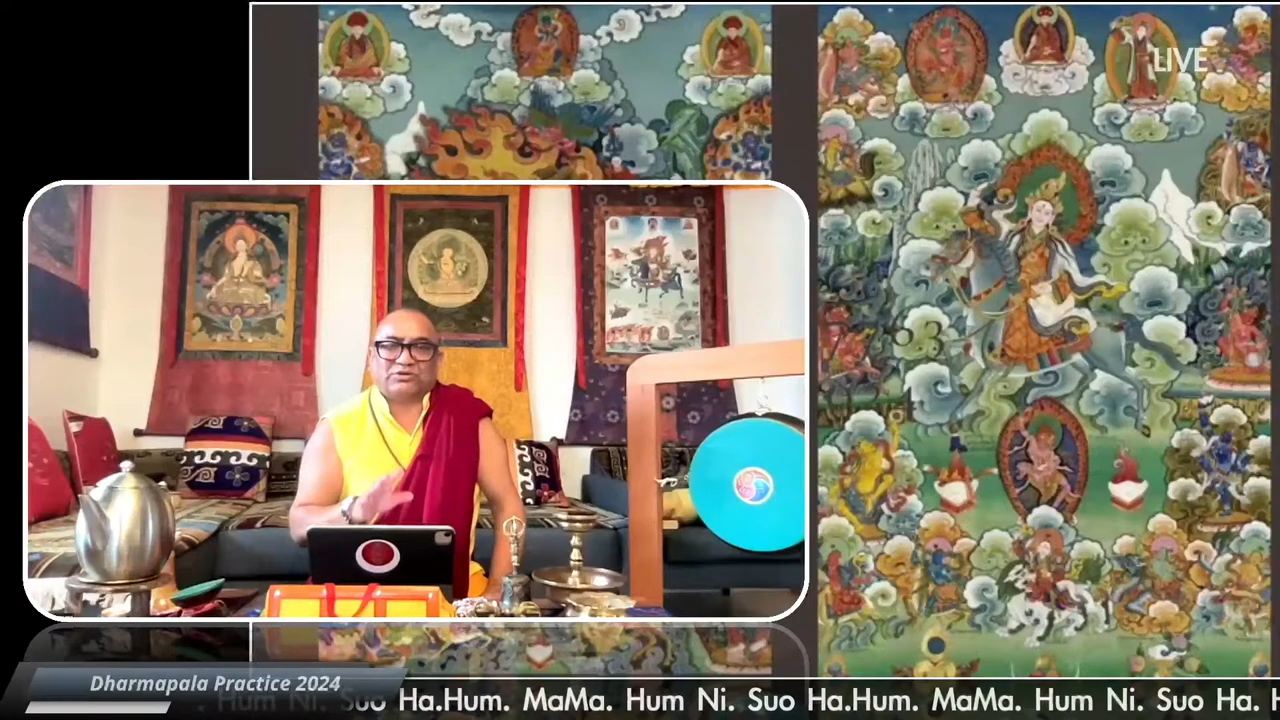 LIVE
Dharmapala Practice 2024
. Hum Ni. Suo Ha.Hum. MaMa. Hum Ni. Suo Ha.Hum. MaMa. Hum Ni. Suo Ha. H